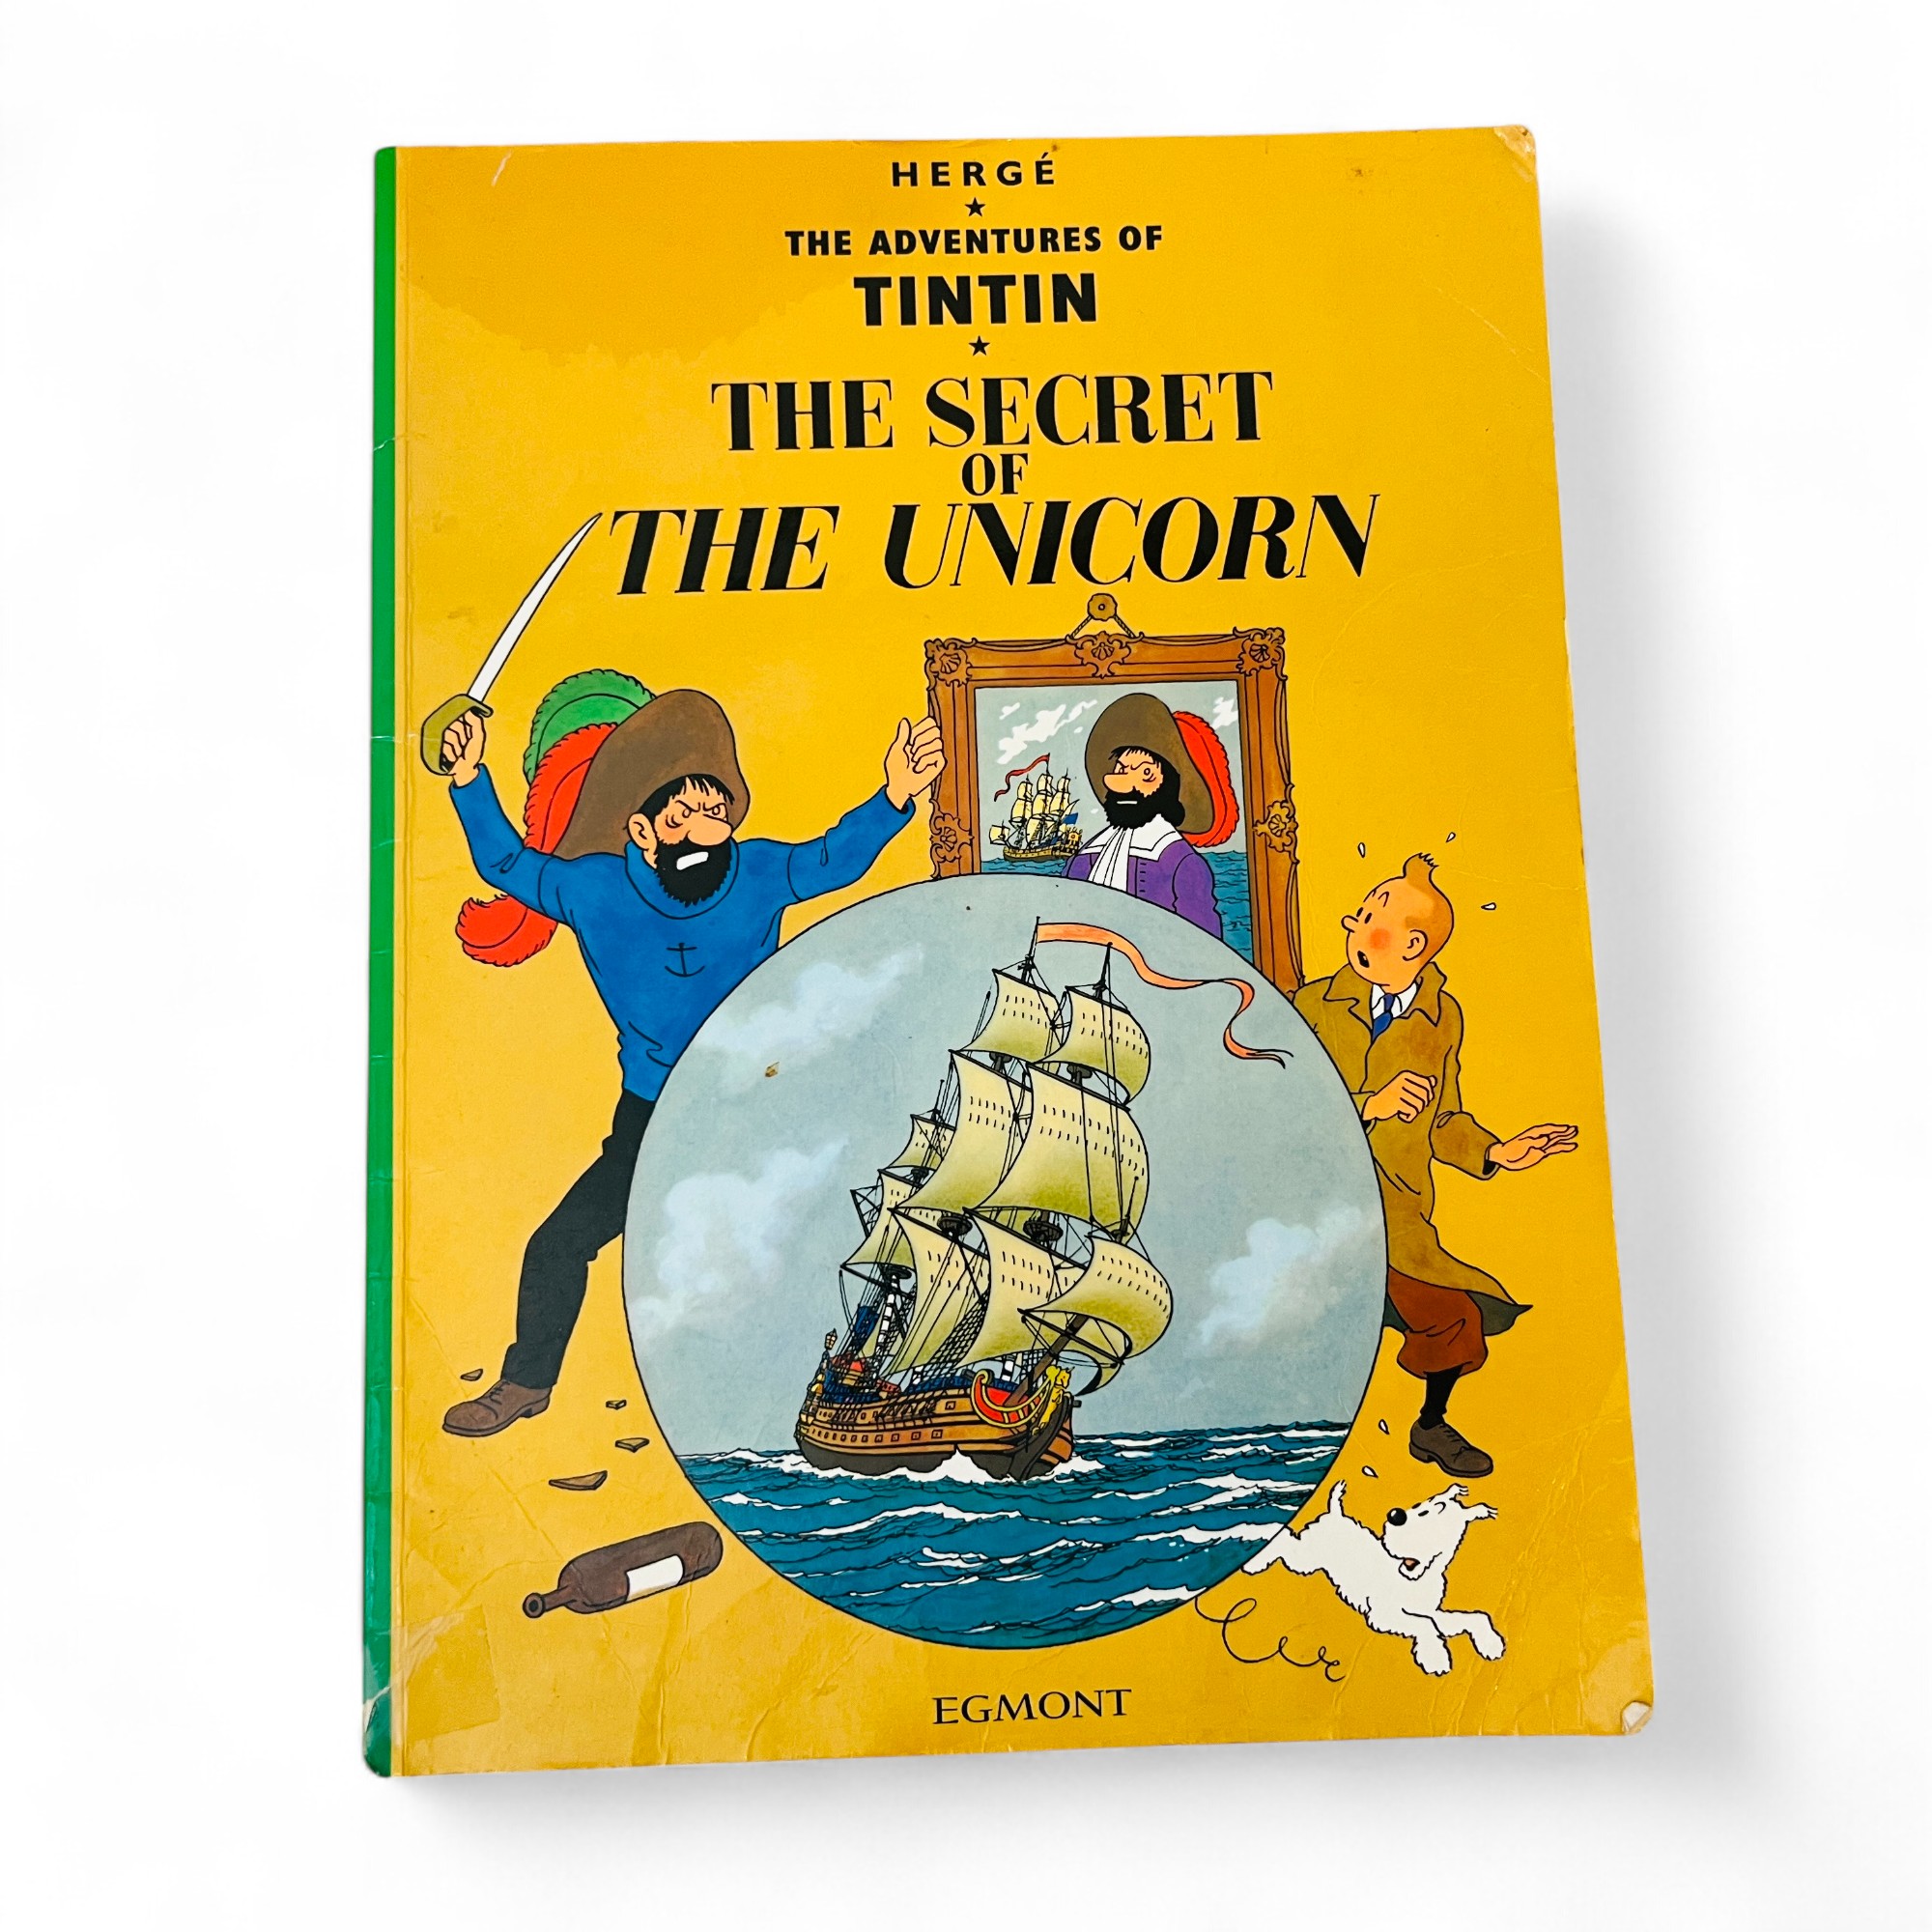 HERGÉ
THE ADVENTURES OF
TINTIN
THE SECRET
OF
THE UNICORN
EGMONT